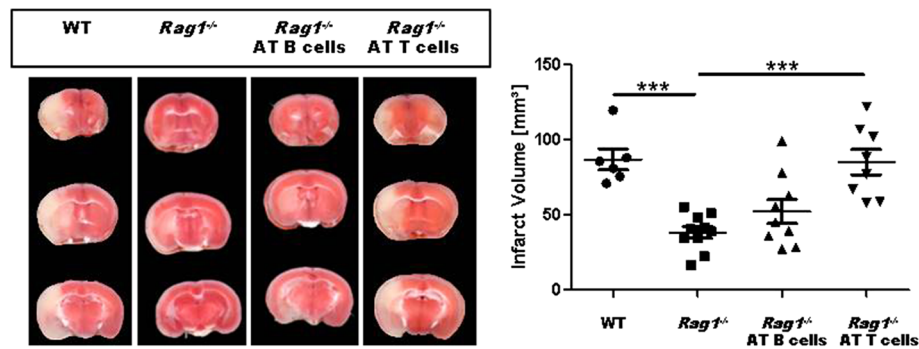 WT
Rag1-/-
Rag1-/-
AT B cells
Rag1-/-
AT T cells
***
***
Infarct Volume [mm³]
150
100
50
0
WT
Rag1-/-
Rag1-/-
AT B cells
Rag1-/-
AT T cells